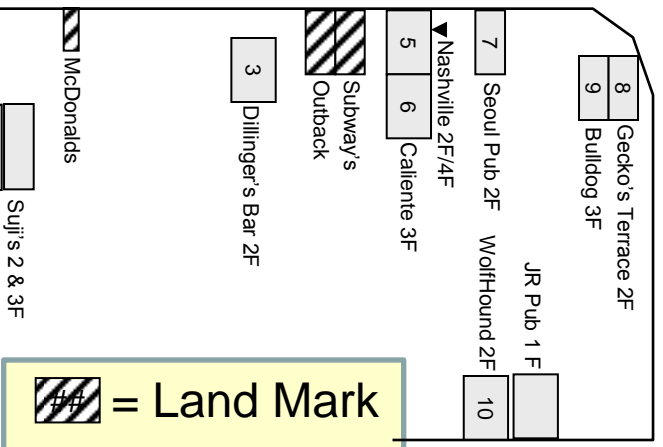 McDonalds
Suji's 2 & 3F
3
Dillinger's Bar 2F
Outback
Subway's
5
6
Nashville 2F/4F
Caliente 3F
7
Seoul Pub 2F
WolfHound 2F
10
JR Pub 1 F
9
8
Bulldog 3F
Gecko's Terrace 2F
## = Land Mark